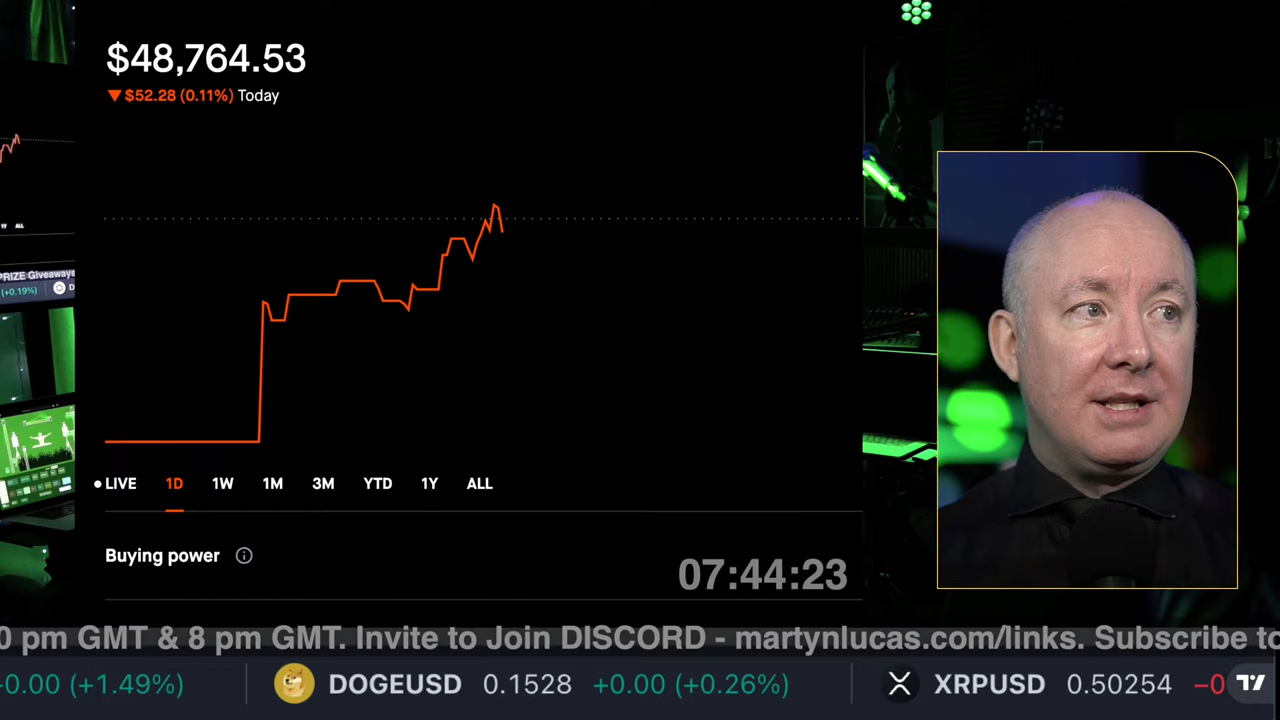 $48,764.53
▼ $52.28 (0.11%) Today
1Y ALL
PRIZE Giveaways
(+0.19%) D
LIVE 1D 1W 1M 3M YTD 1Y ALL
Buying power
07:44:23
0 pm GMT & 8 pm GMT. Invite to Join DISCORD - martynlucas.com/links. Subscribe to
0.00 (+1.49%) DOGEUSD 0.1528 +0.00 (+0.26%) XRPUSD 0.50254 −0